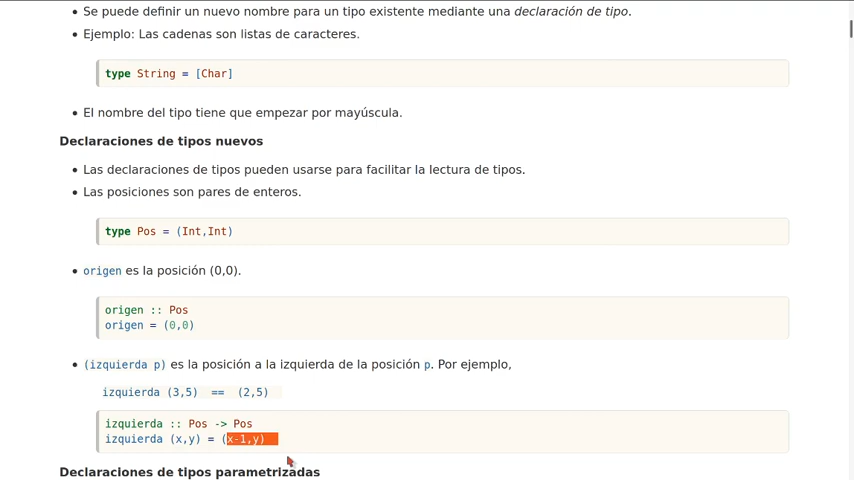 • Se puede definir un nuevo nombre para un tipo existente mediante una declaración de tipo.
• Ejemplo: Las cadenas son listas de caracteres.
type String = [Char]
• El nombre del tipo tiene que empezar por mayúscula.
Declaraciones de tipos nuevos
• Las declaraciones de tipos pueden usarse para facilitar la lectura de tipos.
• Las posiciones son pares de enteros.
type Pos = (Int,Int)
• origen es la posición (0,0).
origen :: Pos
origen = (0,0)
• (izquierda p) es la posición a la izquierda de la posición p. Por ejemplo,
izquierda (3,5)  ==  (2,5)
izquierda :: Pos -> Pos
izquierda (x,y) = (x-1,y)
Declaraciones de tipos parametrizadas